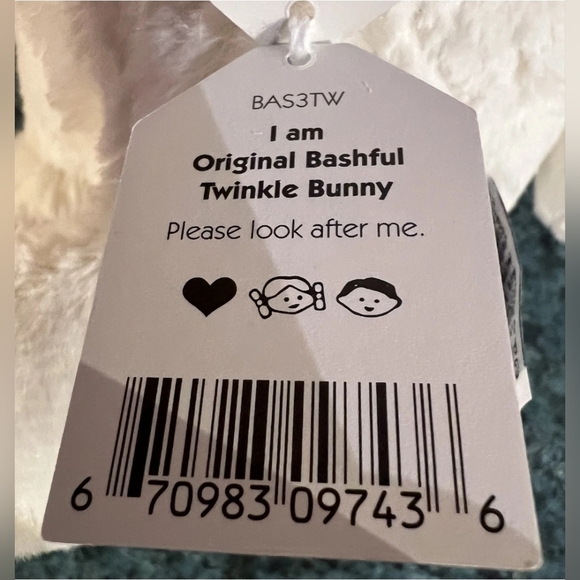 BAS3TW
I am
Original Bashful
Twinkle Bunny
Please look after me.
6 70983 09743 6